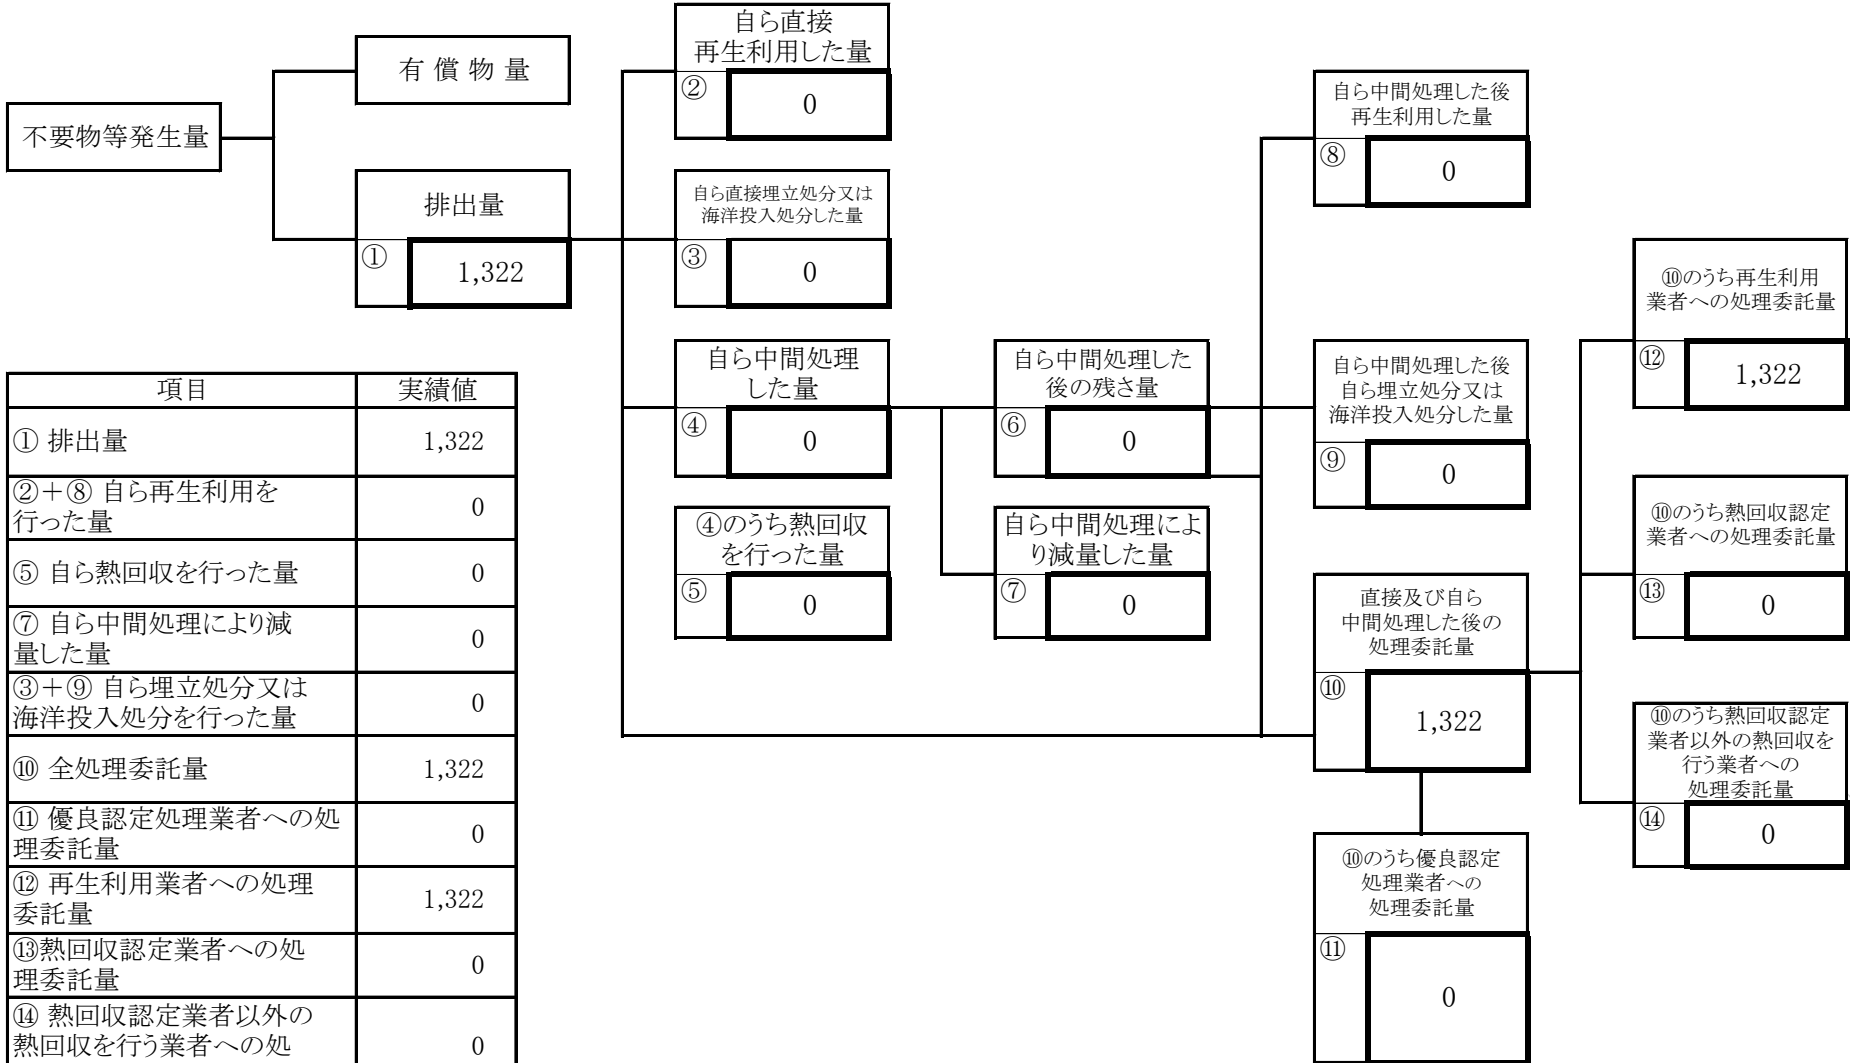 不要物等発生量
有償物量
排出量
①
1,322
自ら直接
再生利用した量
②
0
自ら直接埋立処分又は
海洋投入処分した量
③
0
自ら中間処理
した量
④
0
④のうち熱回収
を行った量
⑤
0
自ら中間処理した
後の残さ量
⑥
0
自ら中間処理によ
り減量した量
⑦
0
自ら中間処理した後
再生利用した量
⑧
0
自ら中間処理した後
自ら埋立処分又は
海洋投入処分した量
⑨
0
直接及び自ら
中間処理した後の
処理委託量
⑩
1,322
⑩のうち優良認定
処理業者への
処理委託量
⑪
0
⑩のうち再生利用
業者への処理委託量
⑫
1,322
⑩のうち熱回収認定
業者への処理委託量
⑬
0
⑩のうち熱回収認定
業者以外の熱回収を
行う業者への
処理委託量
⑭
0
項目 実績値
① 排出量 1,322
②＋⑧ 自ら再生利用を
行った量 0
⑤ 自ら熱回収を行った量 0
⑦ 自ら中間処理により減
量した量 0
③＋⑨ 自ら埋立処分又は
海洋投入処分を行った量 0
⑩ 全処理委託量 1,322
⑪ 優良認定処理業者への処
理委託量 0
⑫ 再生利用業者への処理
委託量 1,322
⑬熱回収認定業者への処
理委託量 0
⑭ 熱回収認定業者以外の
熱回収を行う業者への処 0